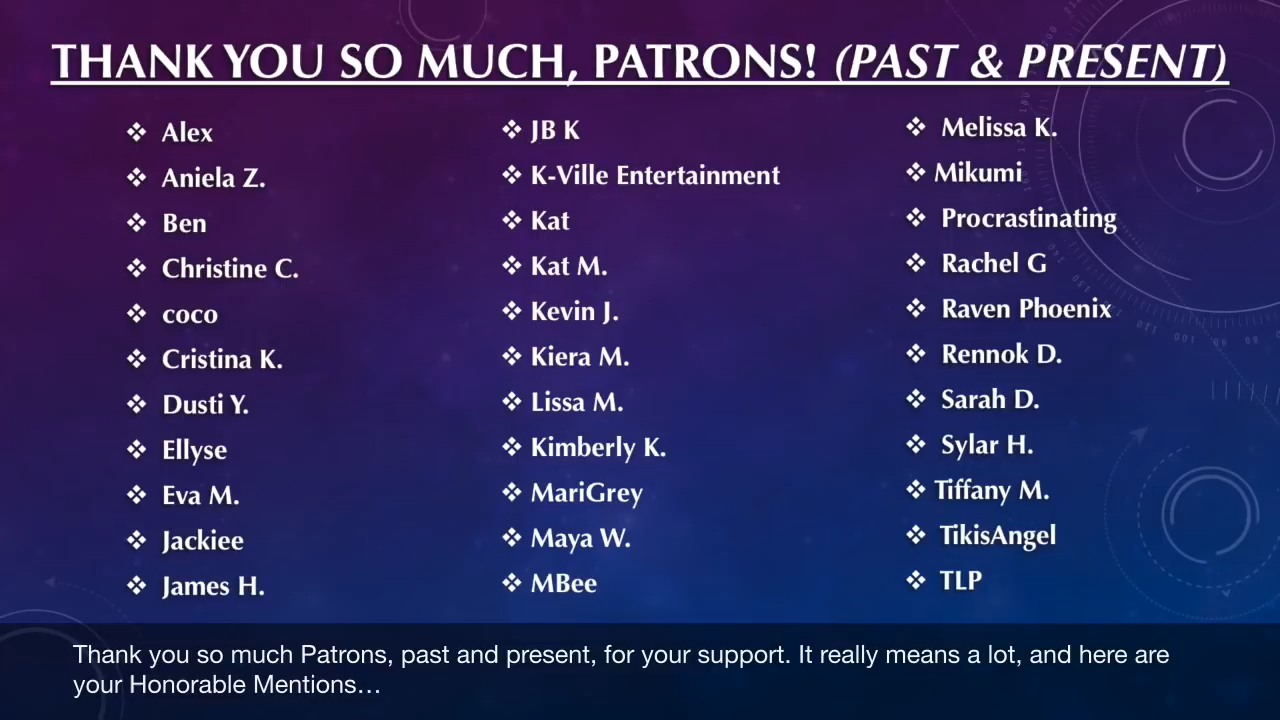 THANK YOU SO MUCH, PATRONS! (PAST & PRESENT)
❖ Alex
❖ Aniela Z.
❖ Ben
❖ Christine C.
❖ coco
❖ Cristina K.
❖ Dusti Y.
❖ Ellyse
❖ Eva M.
❖ Jackiee
❖ James H.
❖ JB K
❖ K-Ville Entertainment
❖ Kat
❖ Kat M.
❖ Kevin J.
❖ Kiera M.
❖ Lissa M.
❖ Kimberly K.
❖ MariGrey
❖ Maya W.
❖ MBee
❖ Melissa K.
❖ Mikumi
❖ Procrastinating
❖ Rachel G
❖ Raven Phoenix
❖ Rennok D.
❖ Sarah D.
❖ Sylar H.
❖ Tiffany M.
❖ TikisAngel
❖ TLP
Thank you so much Patrons, past and present, for your support. It really means a lot, and here are
your Honorable Mentions…